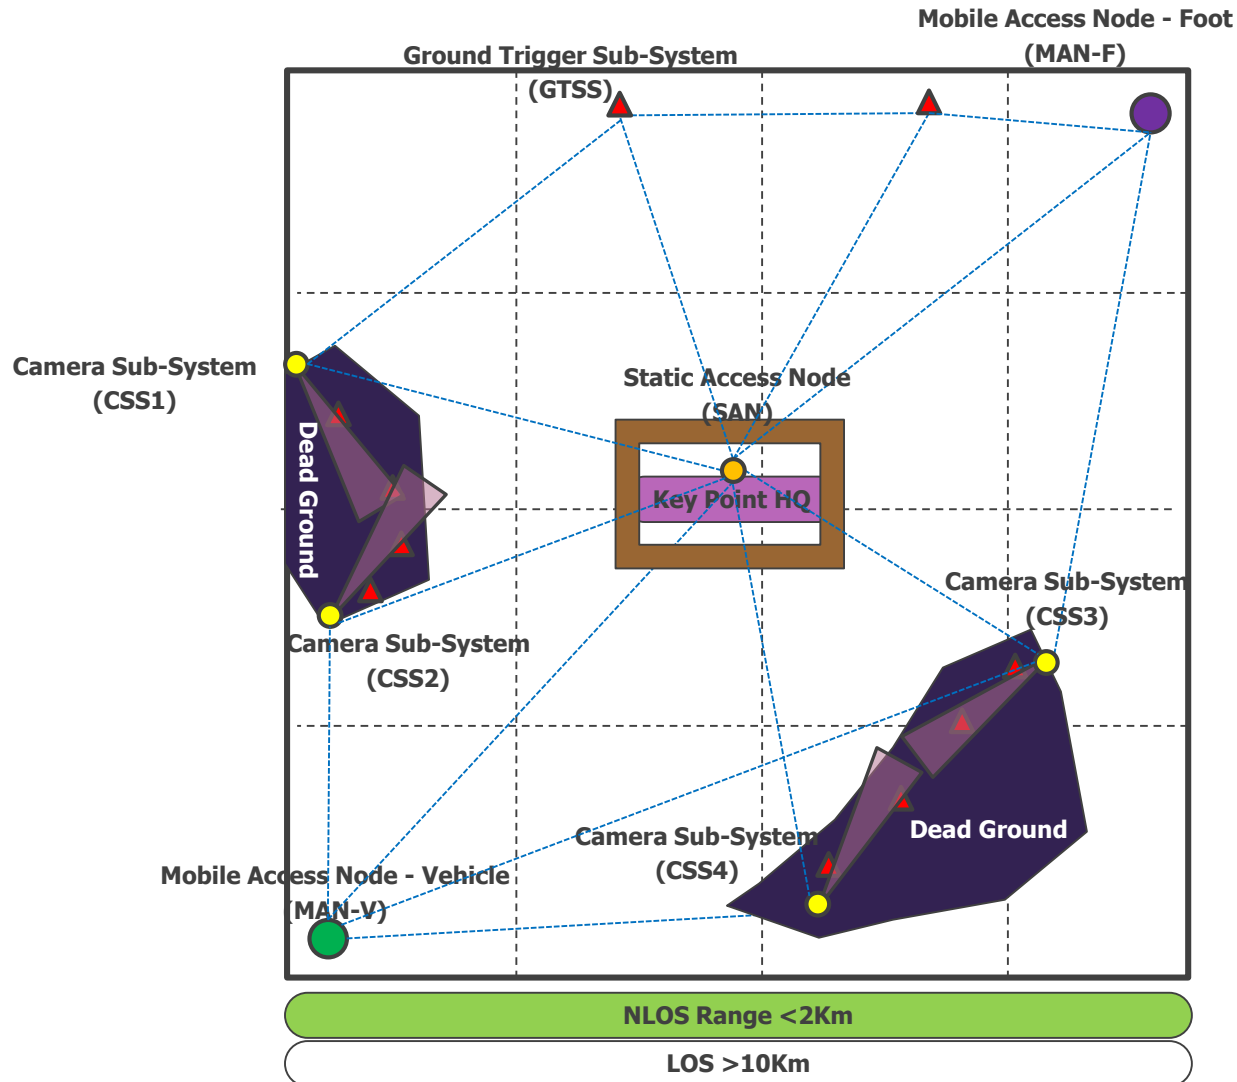 Mobile Access Node - Foot
(MAN-F)
Ground Trigger Sub-System
(GTSS)
Camera Sub-System
(CSS1)
Static Access Node
(SAN)
Dead Ground
Key Point HQ
Camera Sub-System
(CSS3)
Camera Sub-System
(CSS2)
Camera Sub-System
(CSS4)
Dead Ground
Mobile Access Node - Vehicle
(MAN-V)
NLOS Range <2Km
LOS >10Km